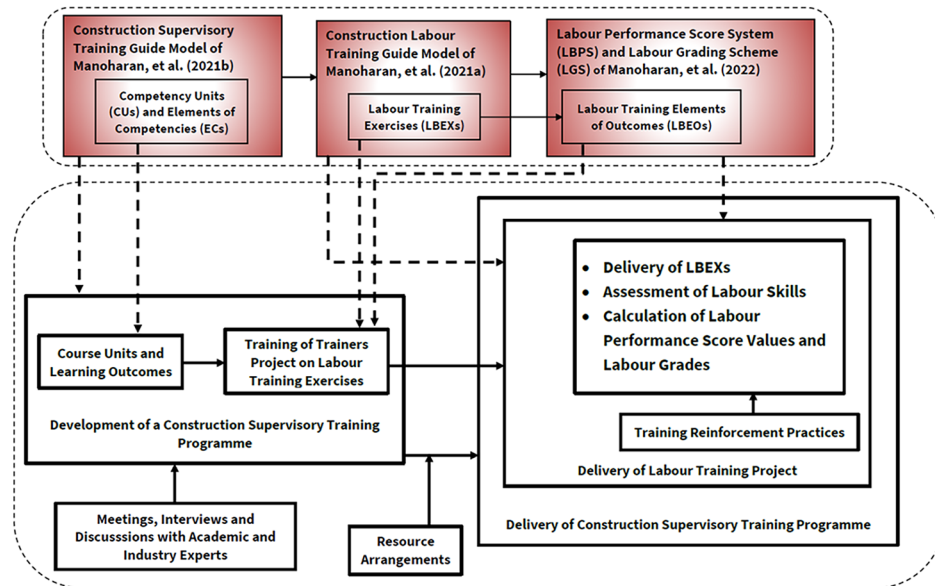 Construction Supervisory
Training Guide Model of
Manoharan, et al. (2021b)
Competency Units
(CUs) and Elements of
Competencies (ECs)
Construction Labour
Training Guide Model of
Manoharan, et al. (2021a)
Labour Training
Exercises (LBEXs)
Labour Performance Score System
(LBPS) and Labour Grading Scheme
(LGS) of Manoharan, et al. (2022)
Labour Training Elements
of Outcomes (LBEOs)
Course Units and
Learning Outcomes
Training of Trainers
Project on Labour
Training Exercises
Development of a Construction Supervisory Training
Programme
Meetings, Interviews and
Discusssions with Academic and
Industry Experts
Resource
Arrangements
• Delivery of LBEXs
• Assessment of Labour Skills
• Calculation of Labour
Performance Score Values and
Labour Grades
Training Reinforcement Practices
Delivery of Labour Training Project
Delivery of Construction Supervisory Training Programme